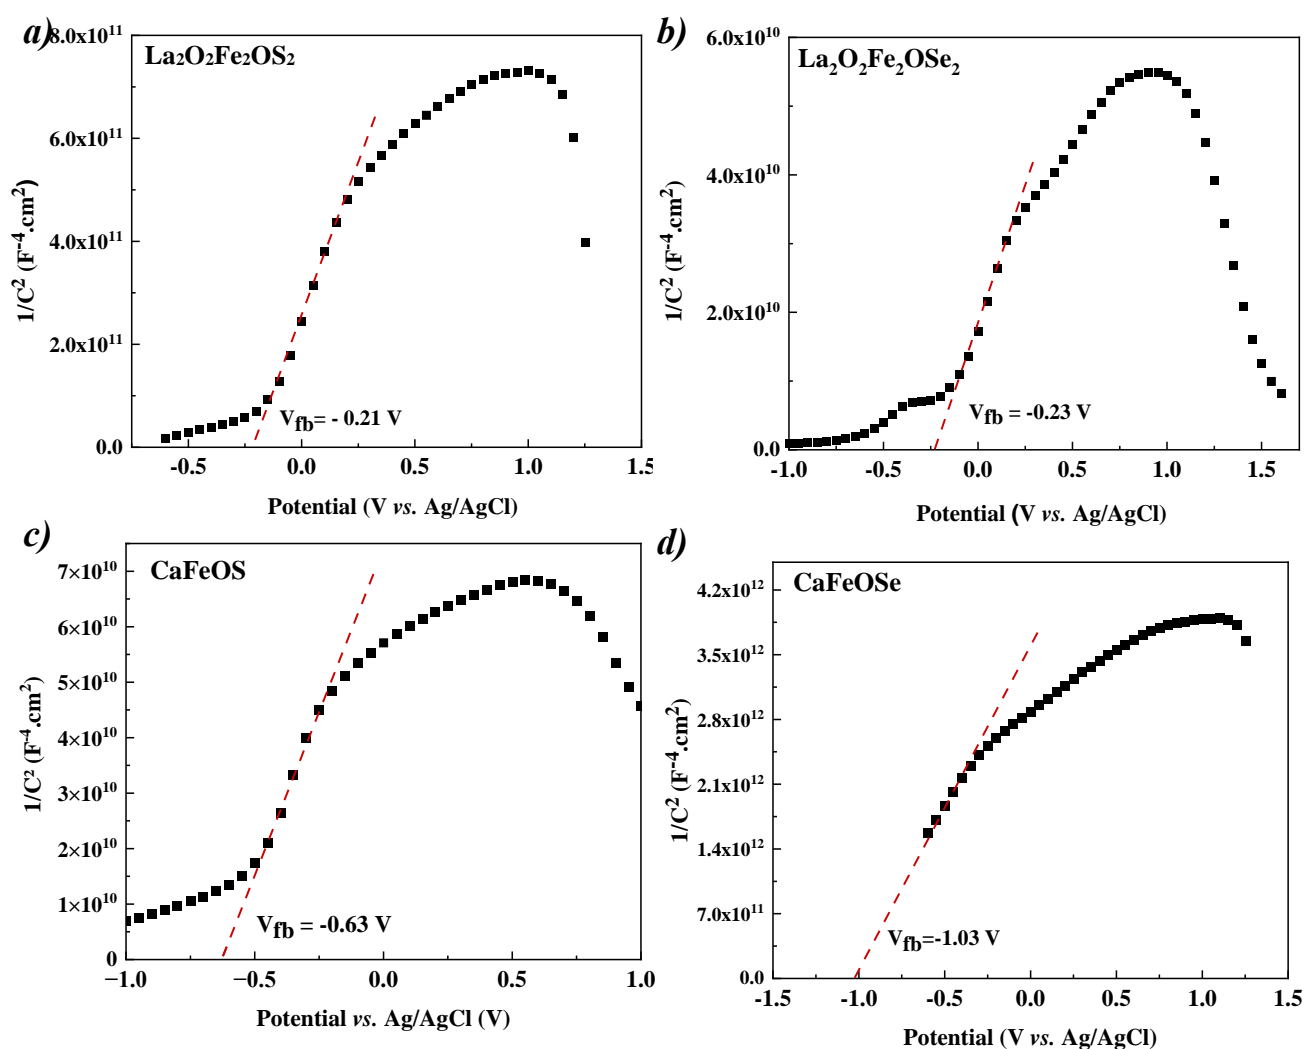 a)
La₂O₂Fe₂OS₂
8.0x10¹¹
6.0x10¹¹
4.0x10¹¹
2.0x10¹¹
0.0
1/C² (F⁻⁴.cm²)
V_fb= - 0.21 V
-0.5 0.0 0.5 1.0 1.5
Potential (V vs. Ag/AgCl)
b)
La₂O₂Fe₂OSe₂
6.0x10¹⁰
4.0x10¹⁰
2.0x10¹⁰
0.0
1/C² (F⁻⁴.cm²)
V_fb = -0.23 V
-1.0 -0.5 0.0 0.5 1.0 1.5
Potential (V vs. Ag/AgCl)
c)
CaFeOS
7×10¹⁰
6×10¹⁰
5×10¹⁰
4×10¹⁰
3×10¹⁰
2×10¹⁰
1×10¹⁰
0
1/C² (F⁻⁴.cm²)
V_fb = -0.63 V
−1.0 −0.5 0.0 0.5 1.0
Potential vs. Ag/AgCl (V)
d)
CaFeOSe
4.2x10¹²
3.5x10¹²
2.8x10¹²
2.1x10¹²
1.4x10¹²
7.0x10¹¹
0.0
1/C² (F⁻⁴.cm²)
V_fb=-1.03 V
-1.5 -1.0 -0.5 0.0 0.5 1.0 1.5
Potential (V vs. Ag/AgCl)